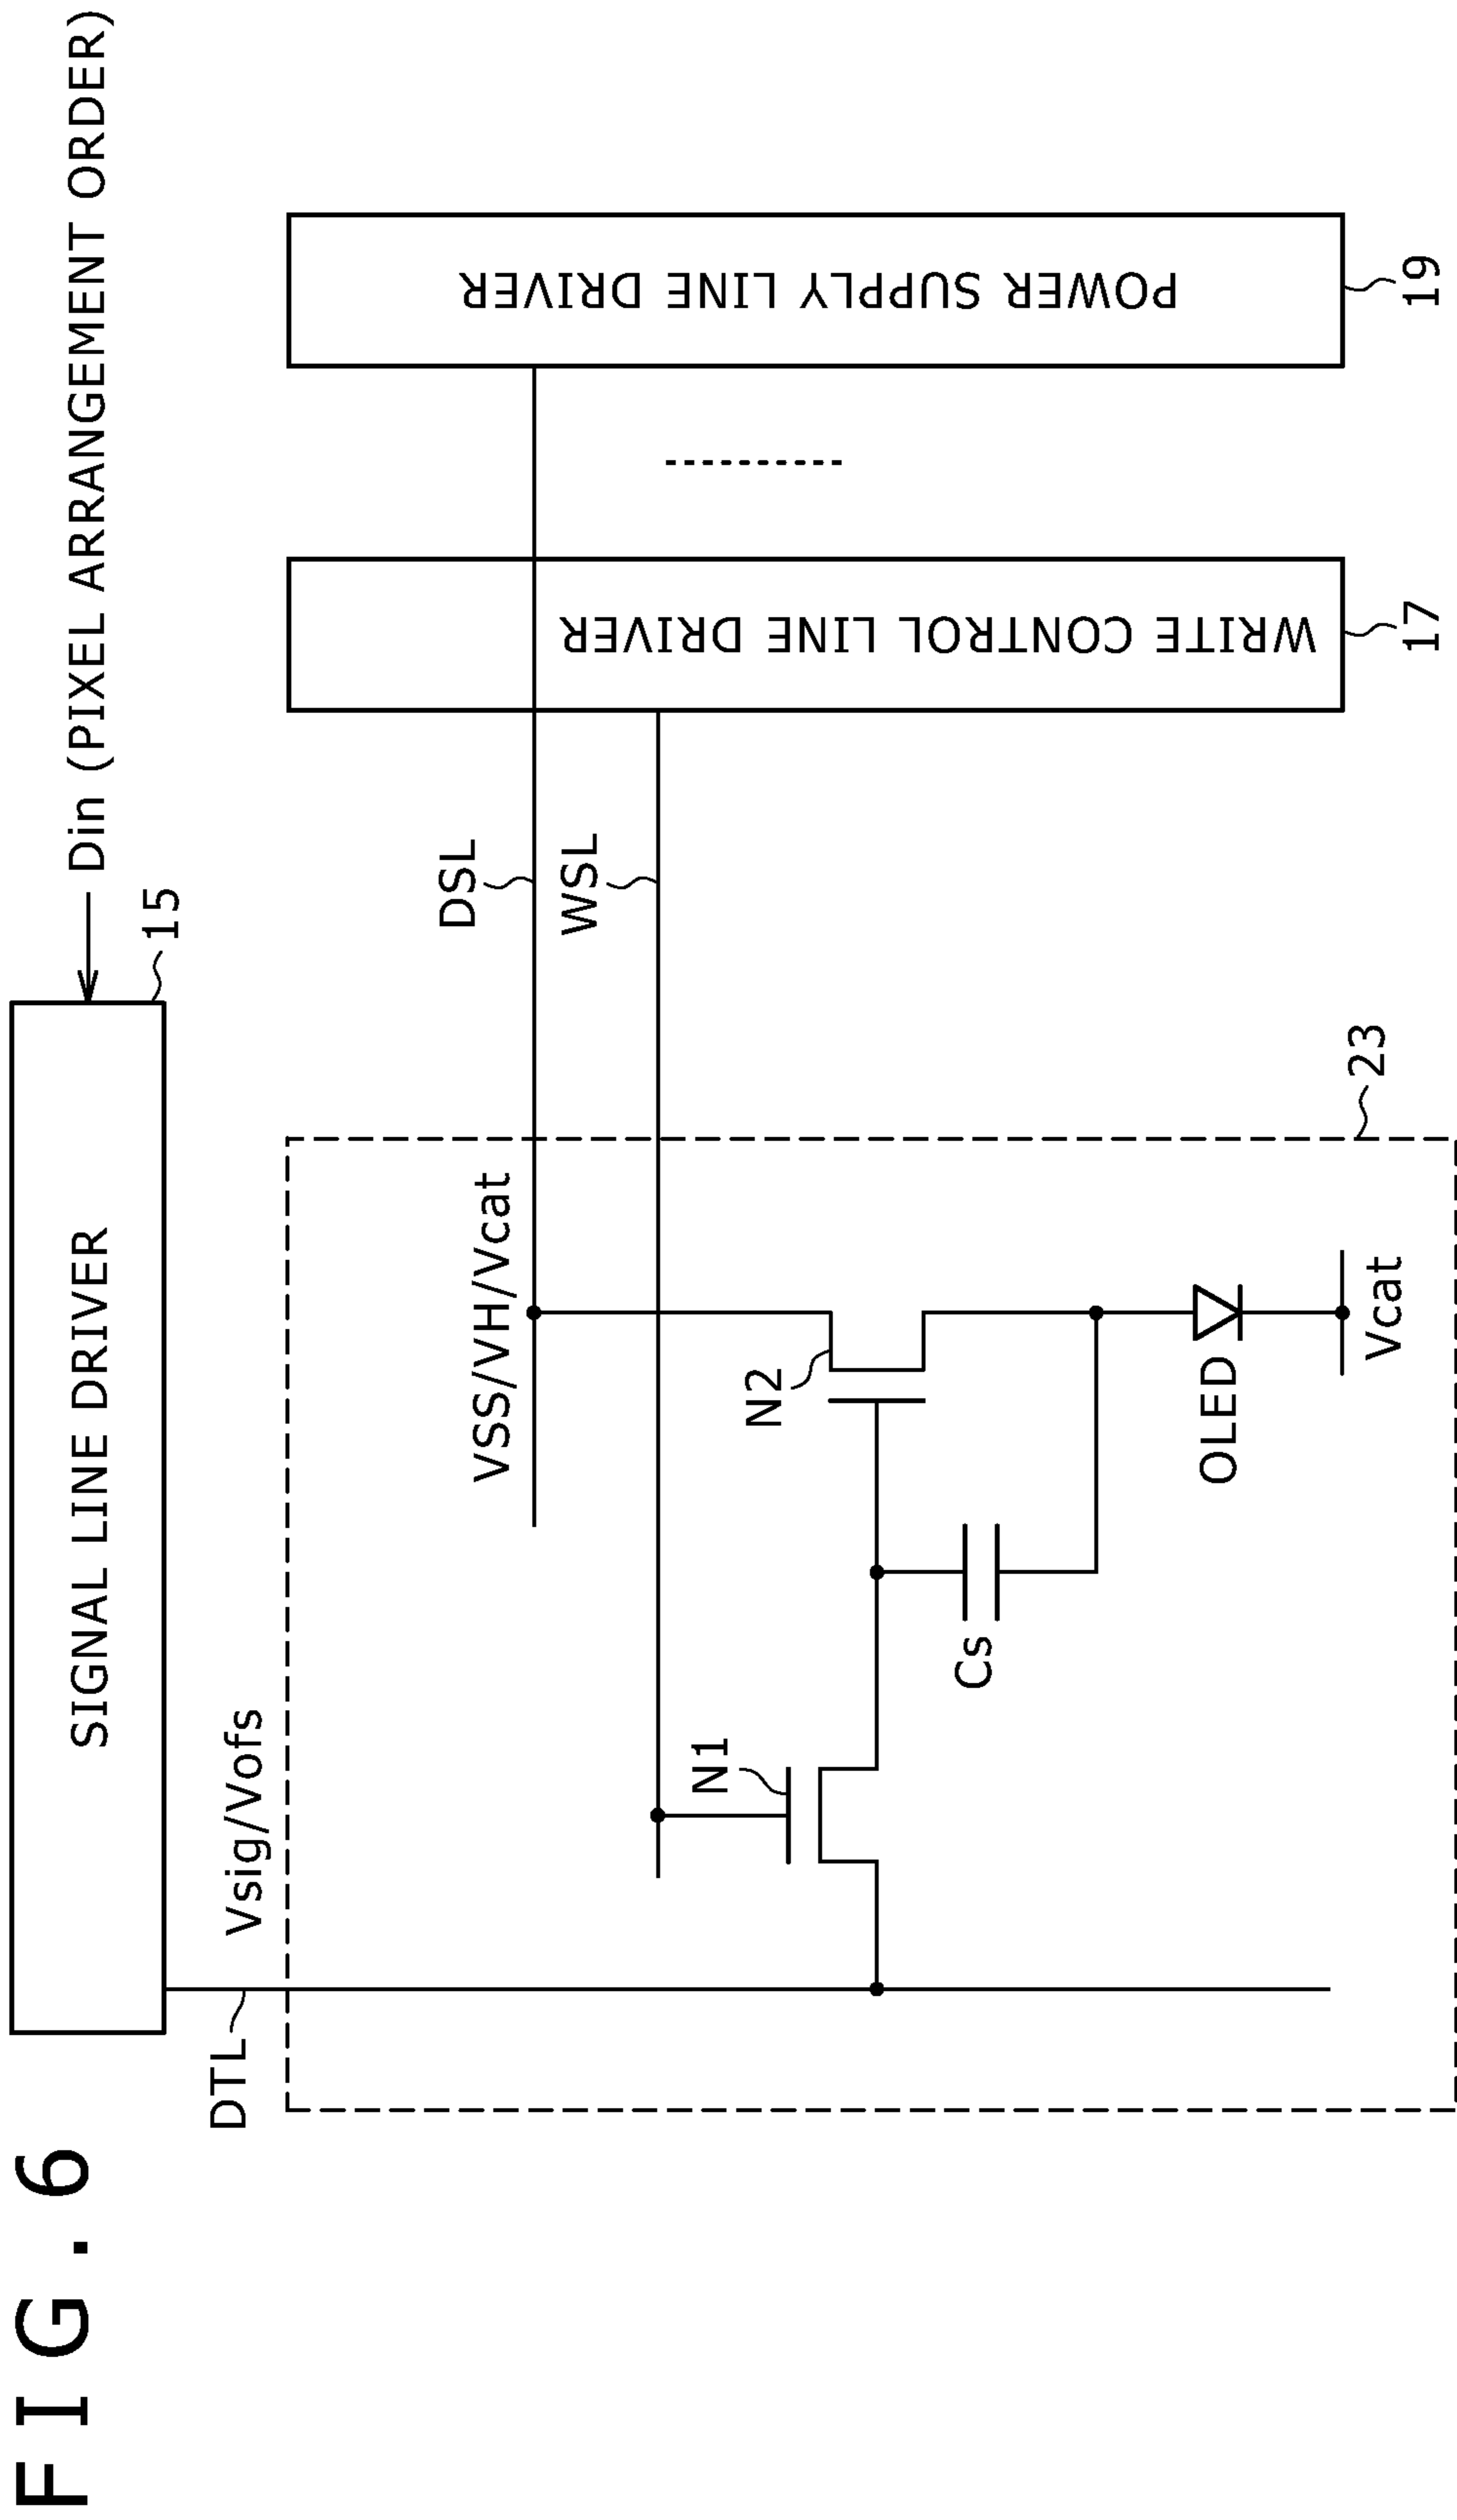 FIG. 6
SIGNAL LINE DRIVER
Din (PIXEL ARRANGEMENT ORDER)
15
DTL
Vsig/Vofs
DSL
VSS/VH/Vcat
WSL
N1
N2
Cs
OLED
Vcat
23
WRITE CONTROL LINE DRIVER
17
POWER SUPPLY LINE DRIVER
19